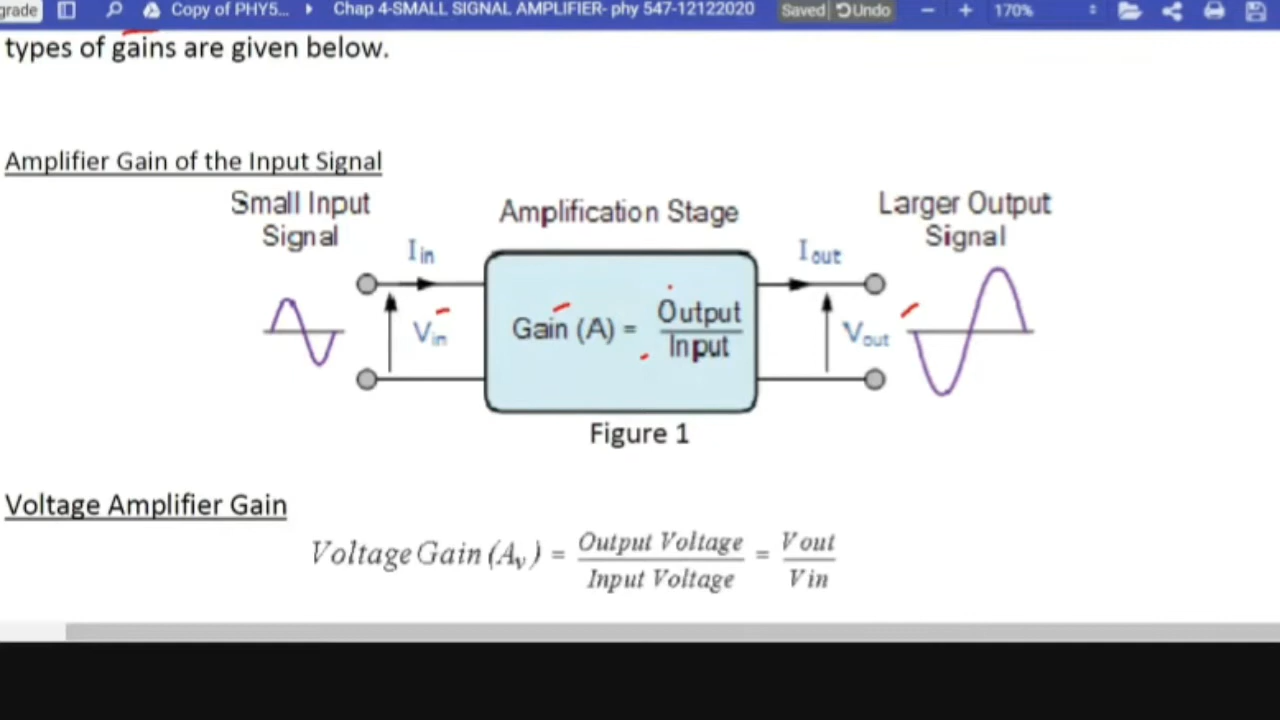 grade Copy of PHY5... Chap 4-SMALL SIGNAL AMPLIFIER- phy 547-12122020 Saved Undo − + 170%
types of gains are given below.
Amplifier Gain of the Input Signal
Small Input Signal
Amplification Stage
Larger Output Signal
Iin
Iout
Vin
Gain (A) = Output / Input
Vout
Figure 1
Voltage Amplifier Gain
Voltage Gain (Av) = Output Voltage / Input Voltage = Vout / Vin